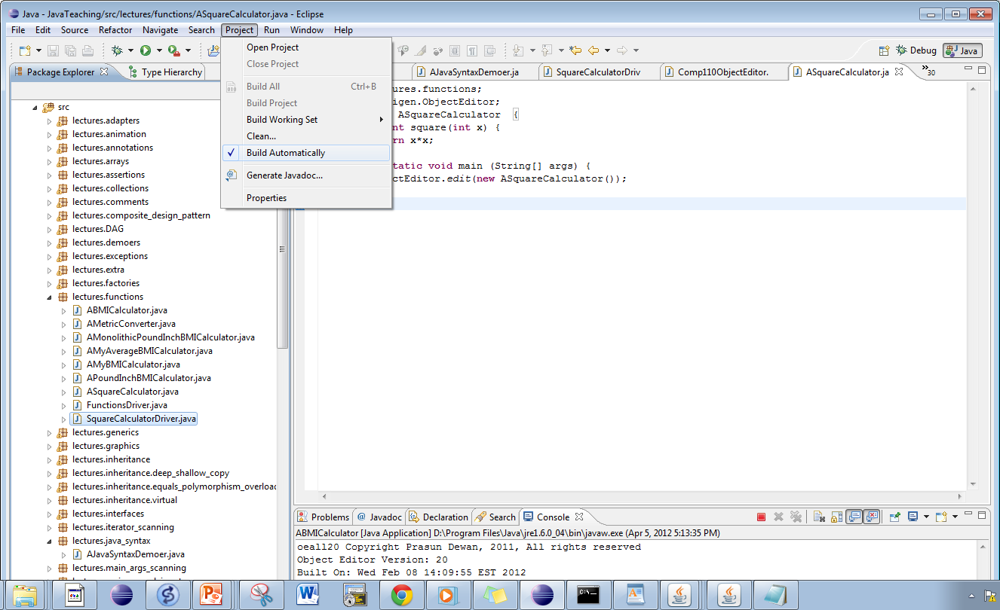 Java - JavaTeaching/src/lectures/functions/ASquareCalculator.java - Eclipse
File Edit Source Refactor Navigate Search Project Run Window Help
Debug Java
Package Explorer Type Hierarchy
AJavaSyntaxDemoer.ja SquareCalculatorDriv Comp110ObjectEditor. ASquareCalculator.ja 30
Open Project
Close Project
Build All Ctrl+B
Build Project
Build Working Set
Clean...
Build Automatically
Generate Javadoc...
Properties
ures.functions;
igen.ObjectEditor;
ASquareCalculator {
nt square(int x) {
rn x*x;
tatic void main (String[] args) {
ctEditor.edit(new ASquareCalculator());
src
lectures.adapters
lectures.animation
lectures.annotations
lectures.arrays
lectures.assertions
lectures.collections
lectures.comments
lectures.composite_design_pattern
lectures.DAG
lectures.demoers
lectures.exceptions
lectures.extra
lectures.factories
lectures.functions
ABMICalculator.java
AMetricConverter.java
AMonolithicPoundInchBMICalculator.java
AMyAverageBMICalculator.java
AMyBMICalculator.java
APoundInchBMICalculator.java
ASquareCalculator.java
FunctionsDriver.java
SquareCalculatorDriver.java
lectures.generics
lectures.graphics
lectures.inheritance
lectures.inheritance.deep_shallow_copy
lectures.inheritance.equals_polymorphism_overload
lectures.inheritance.virtual
lectures.interfaces
lectures.iterator_scanning
lectures.java_syntax
AJavaSyntaxDemoer.java
lectures.main_args_scanning
Problems Javadoc Declaration Search Console
ABMICalculator [Java Application] D:\Program Files\Java\jre1.6.0_04\bin\javaw.exe (Apr 5, 2012 5:13:35 PM)
oeall20 Copyright Prasun Dewan, 2011, All rights reserved
Object Editor Version: 20
Built On: Wed Feb 08 14:09:55 EST 2012